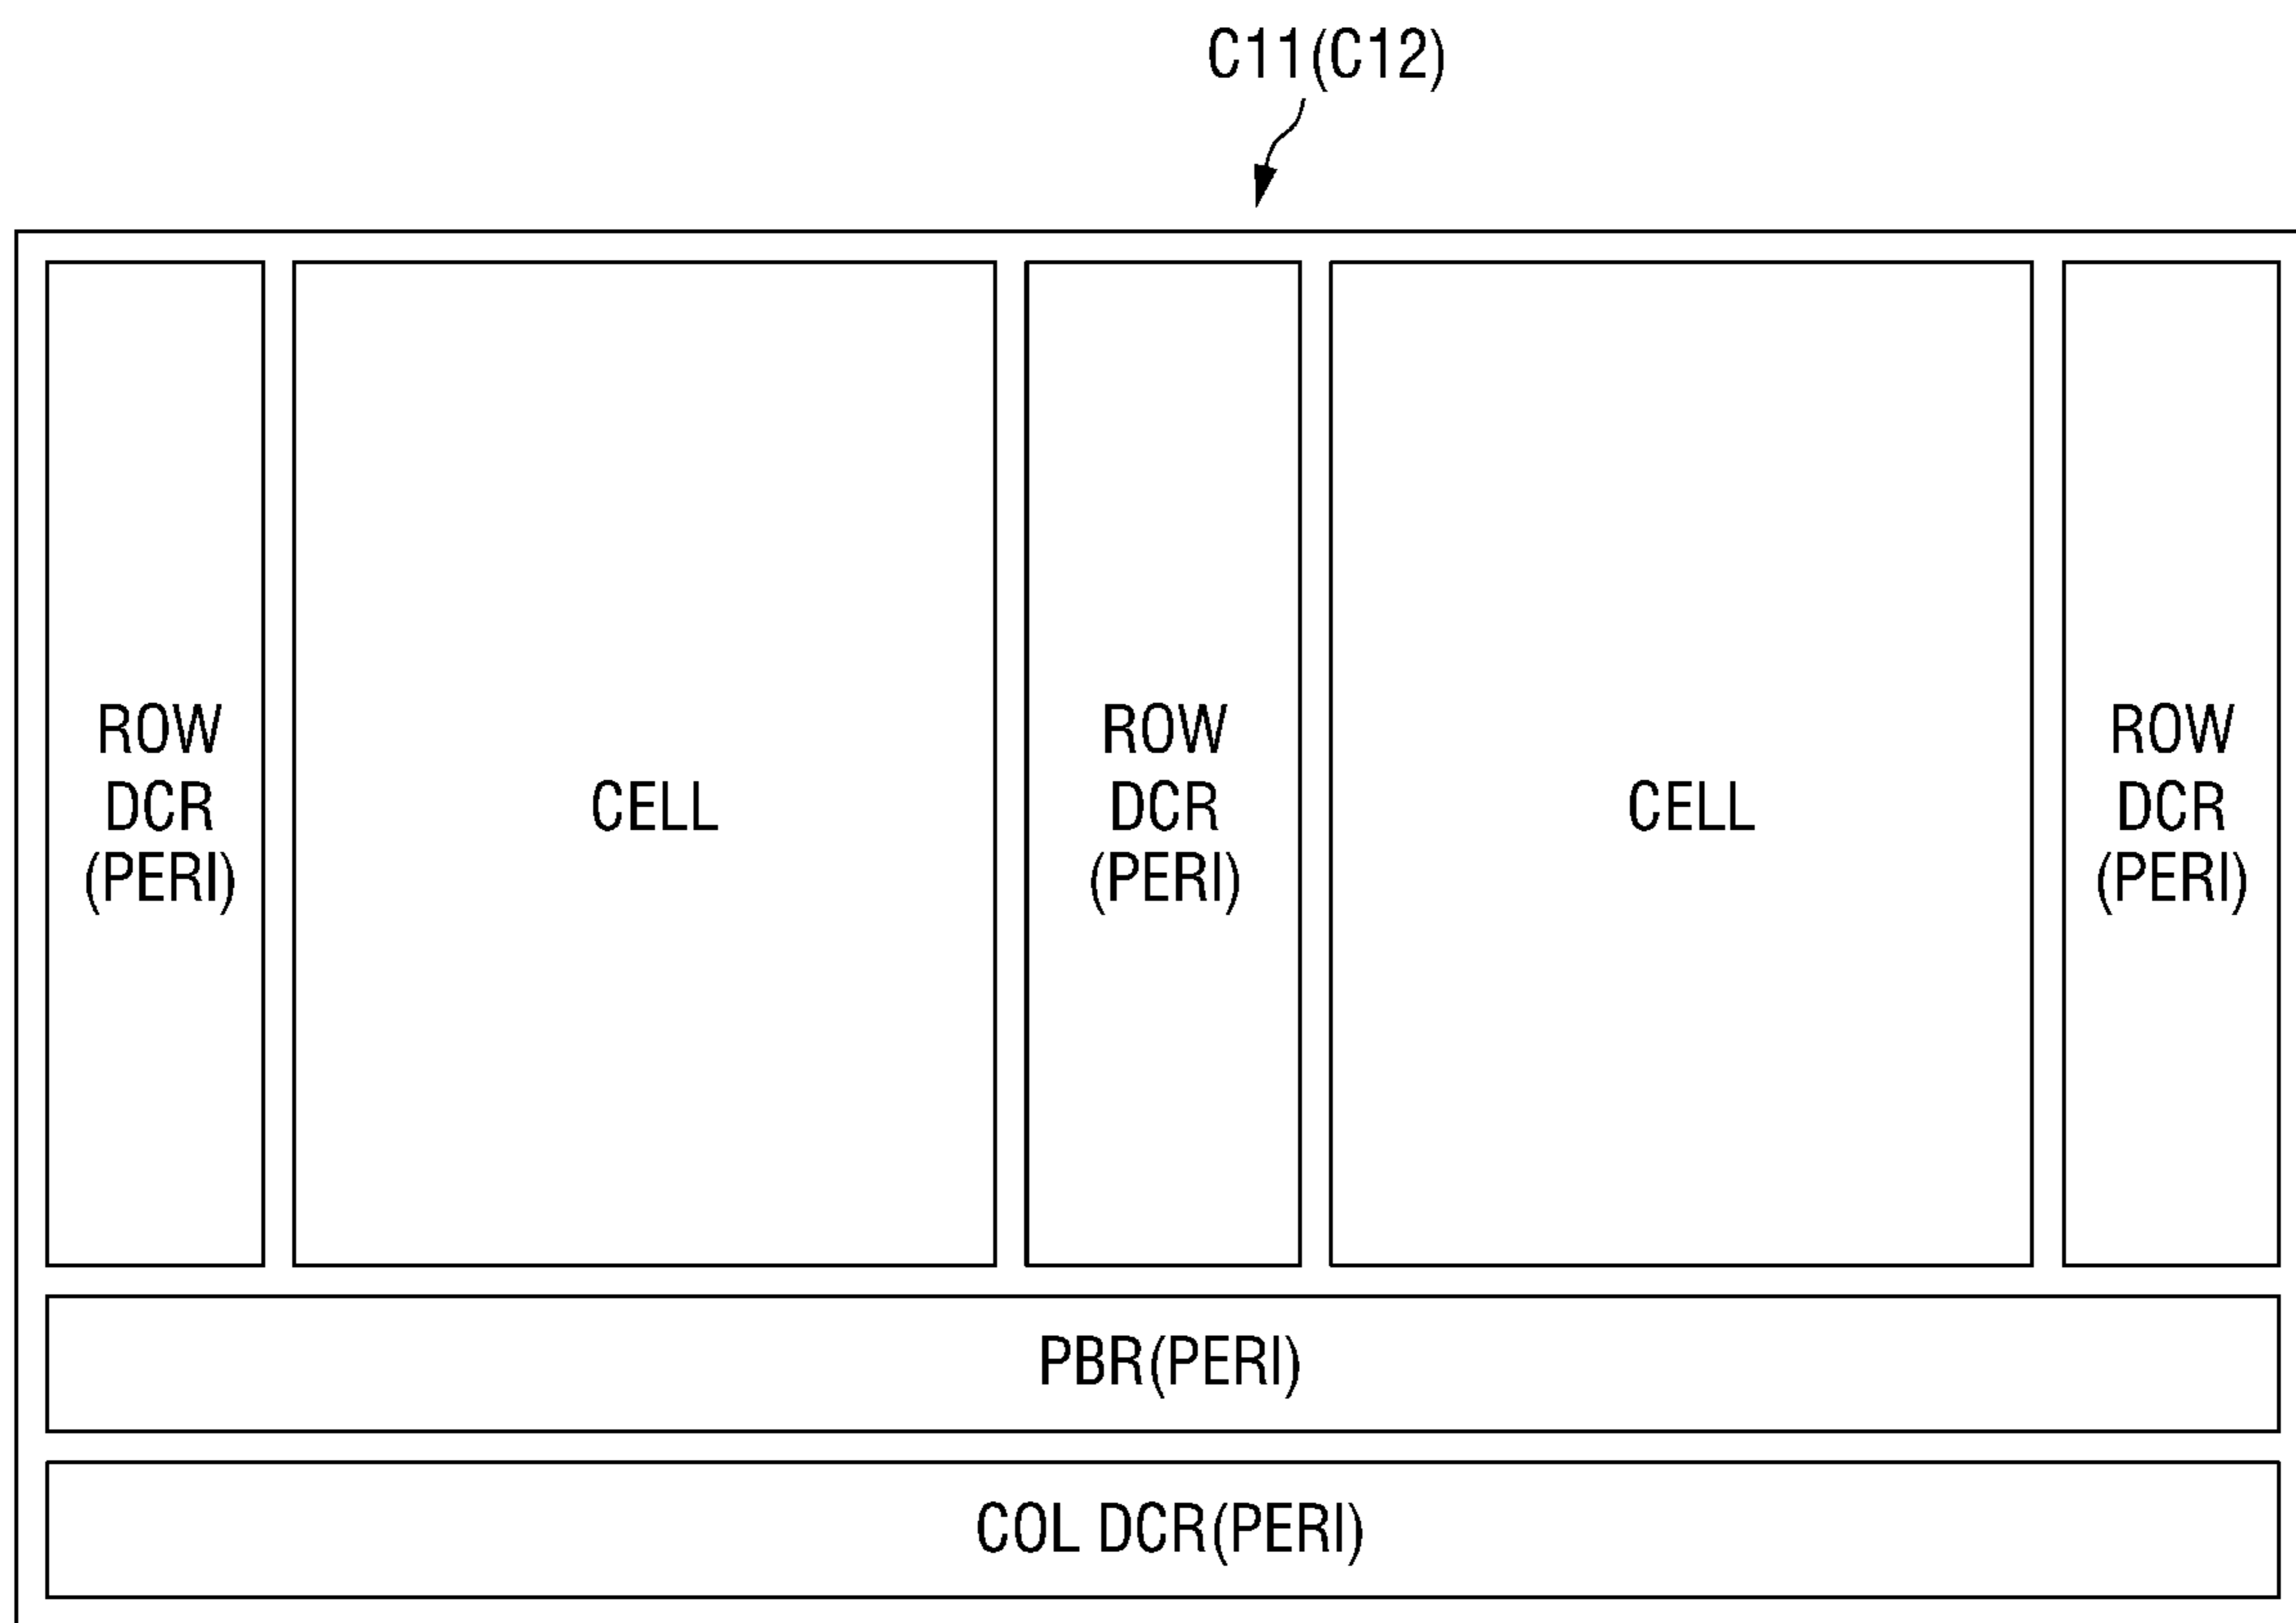 C11(C12)
ROW
DCR
(PERI)
CELL
ROW
DCR
(PERI)
CELL
ROW
DCR
(PERI)
PBR(PERI)
COL DCR(PERI)